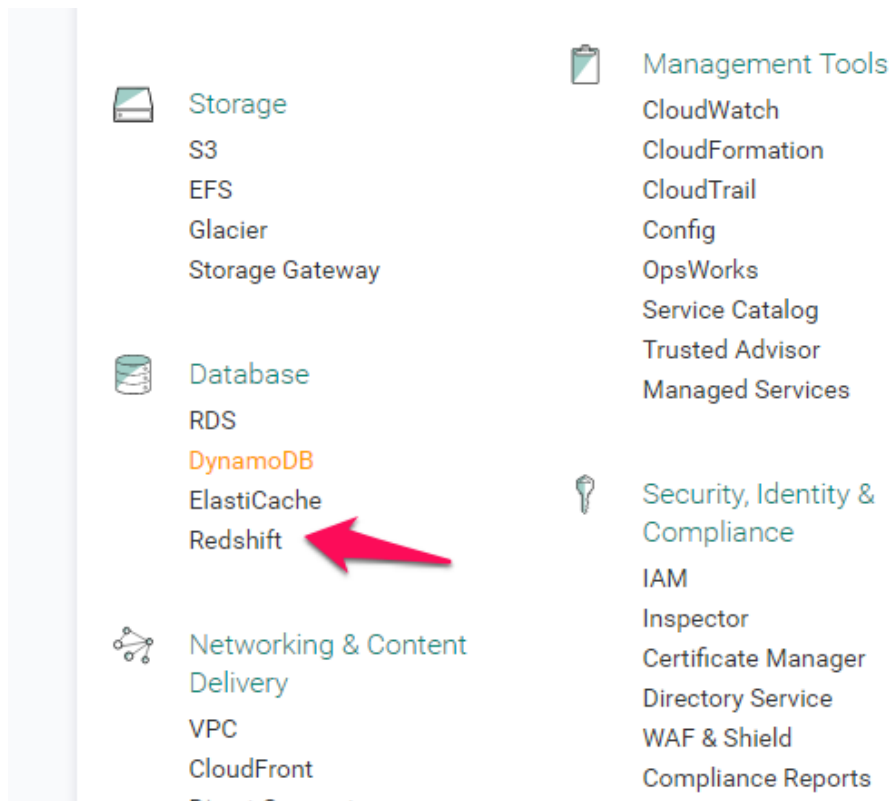 Storage
S3
EFS
Glacier
Storage Gateway
Database
RDS
DynamoDB
ElastiCache
Redshift
Networking & Content
Delivery
VPC
CloudFront
Management Tools
CloudWatch
CloudFormation
CloudTrail
Config
OpsWorks
Service Catalog
Trusted Advisor
Managed Services
Security, Identity &
Compliance
IAM
Inspector
Certificate Manager
Directory Service
WAF & Shield
Compliance Reports